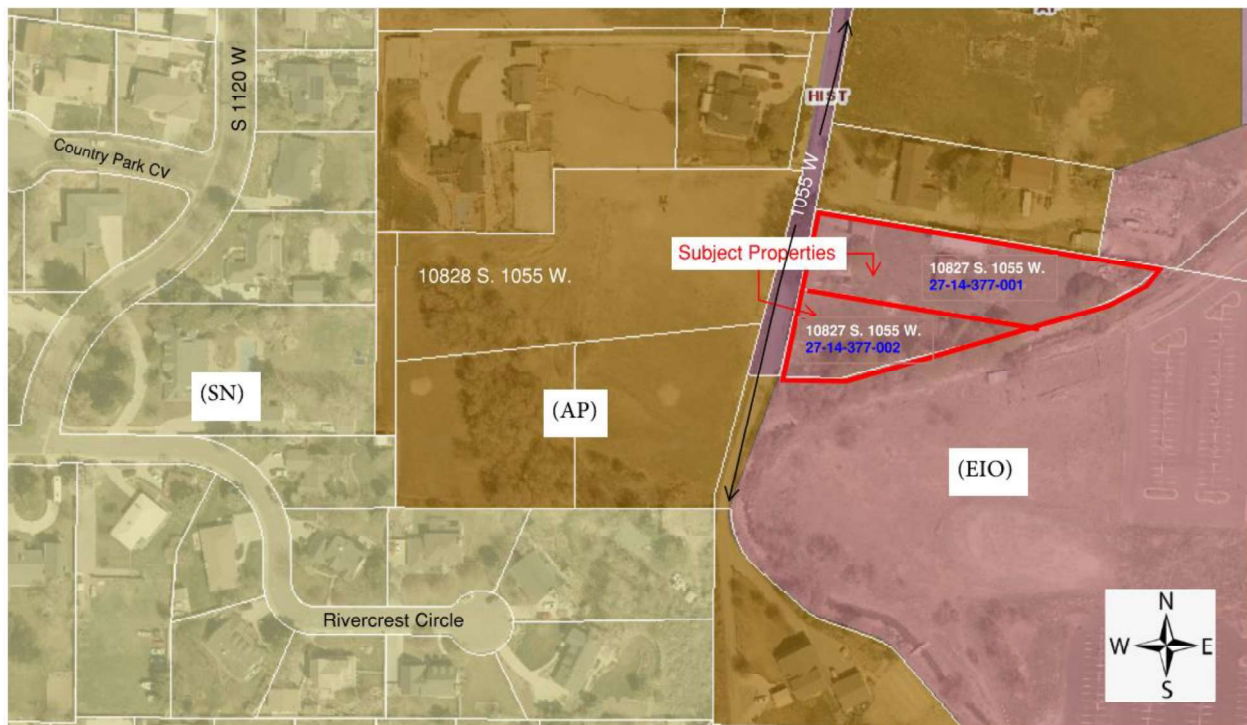 S 1120 W
Country Park Cv
HIST
1055 W
Subject Properties
10827 S. 1055 W.
27-14-377-001
10828 S. 1055 W.
10827 S. 1055 W.
27-14-377-002
(SN)
(AP)
(EIO)
Rivercrest Circle
N
W
E
S